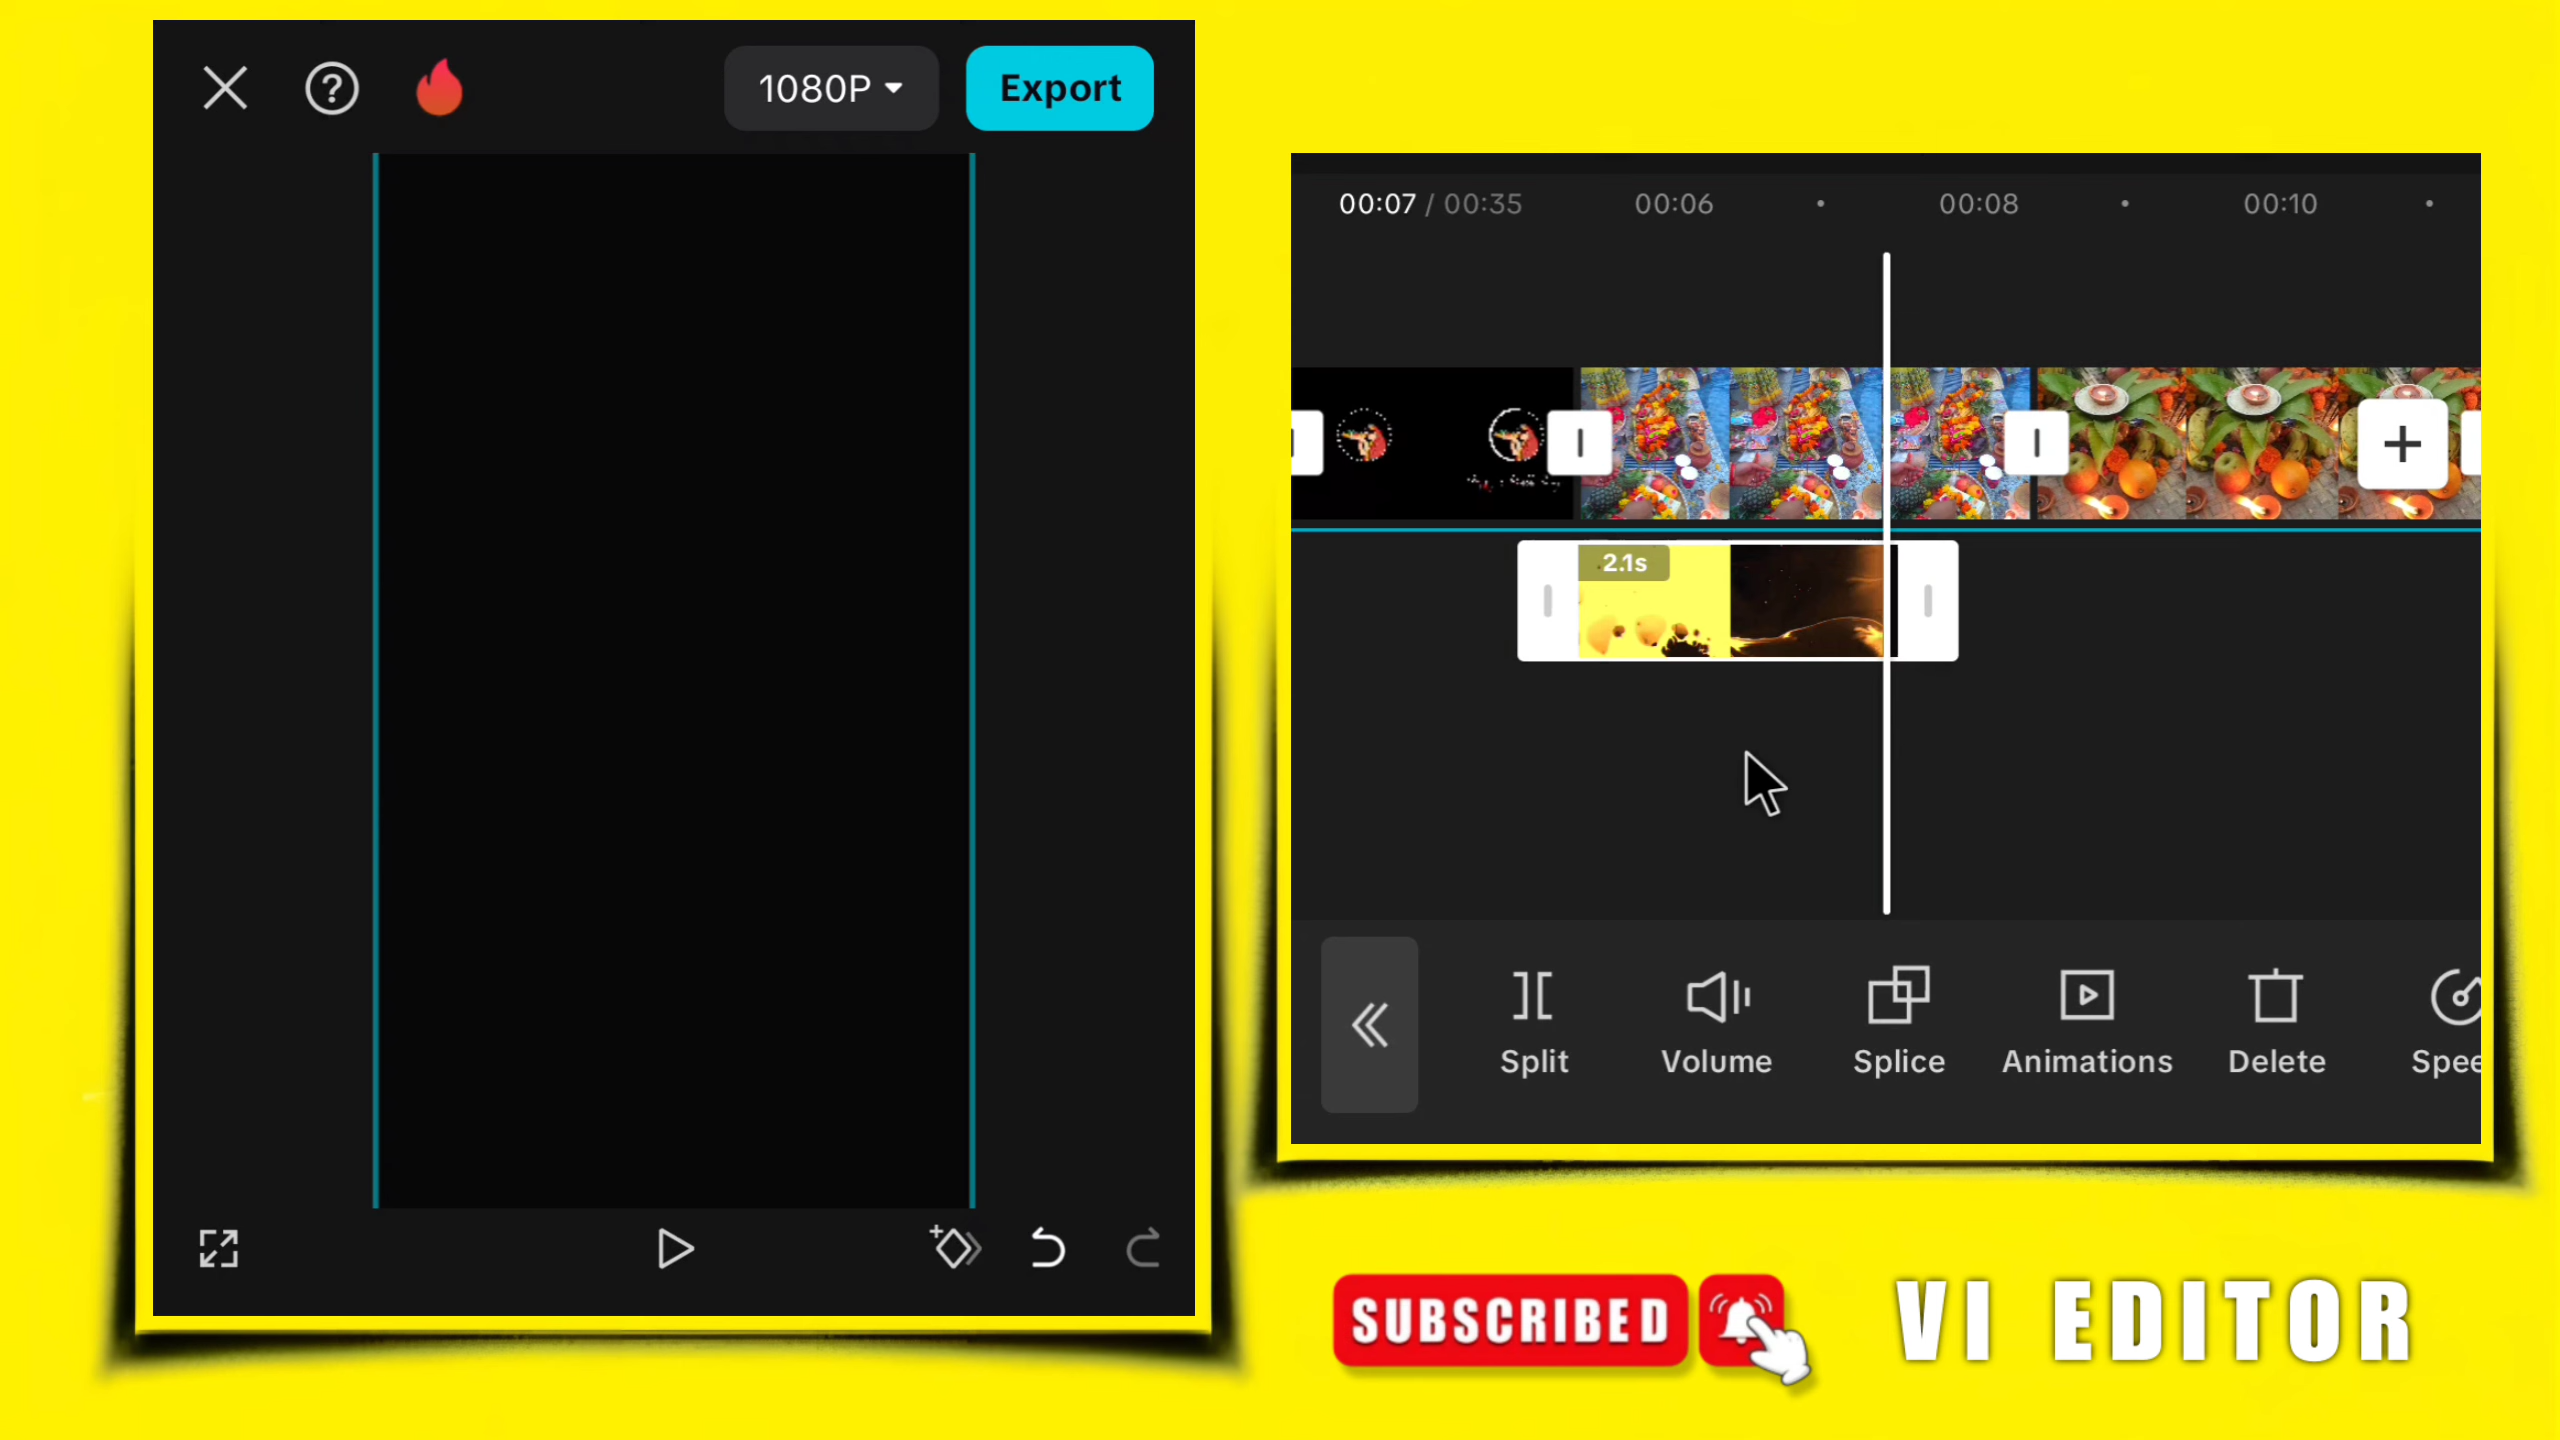 1080P
Export
00:07 / 00:35
00:06
00:08
00:10
2.1s
Split
Volume
Splice
Animations
Delete
Spee
SUBSCRIBED
VI EDITOR